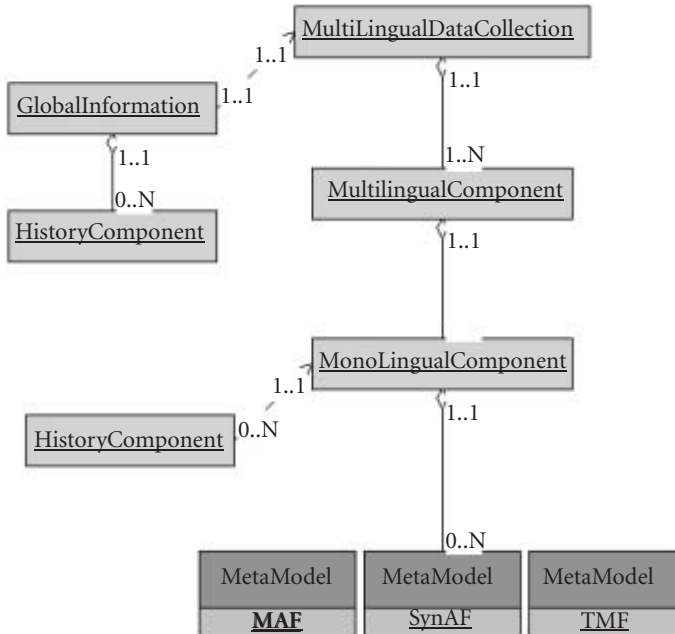 MultiLingualDataCollection
1..1
1..1
1..1
GlobalInformation
1..1
1..N
0..N
MultilingualComponent
HistoryComponent
1..1
MonoLingualComponent
1..1
HistoryComponent
0..N
1..1
0..N
MetaModel
MAF
MetaModel
SynAF
MetaModel
TMF